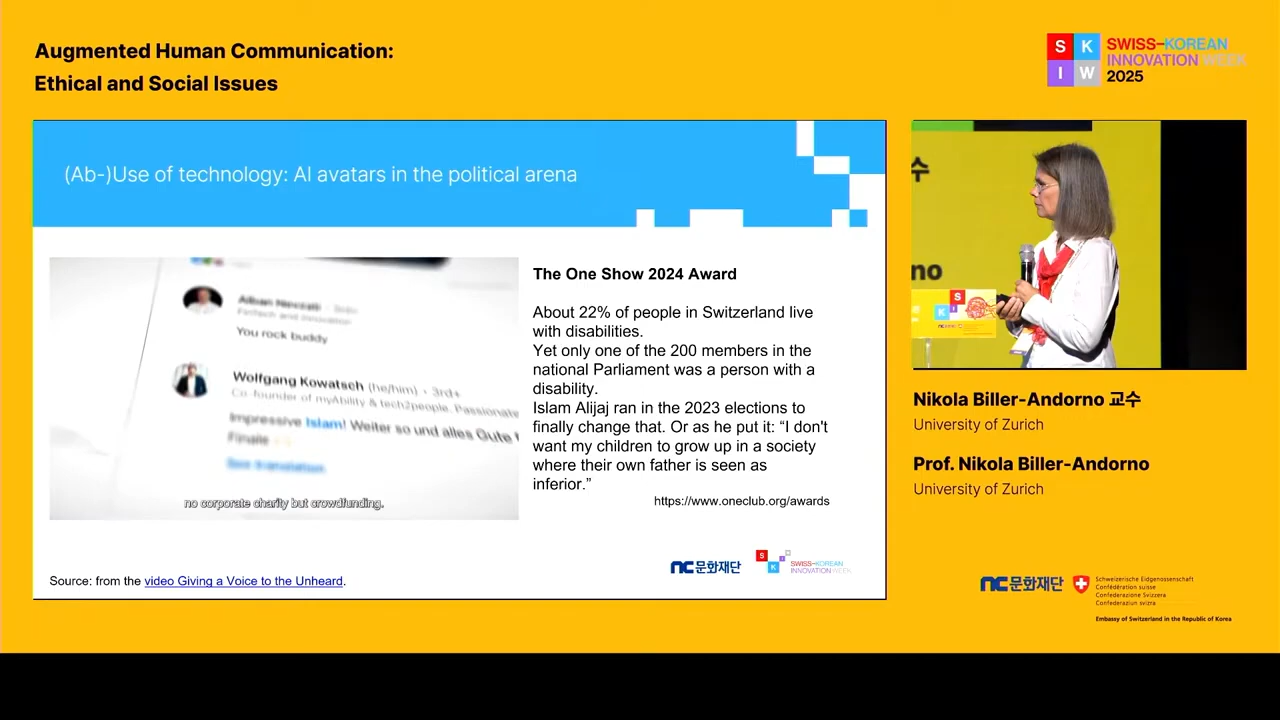 Augmented Human Communication:
Ethical and Social Issues
S K
I W
SWISS-KOREAN
INNOVATION WEEK
2025
(Ab-)Use of technology: AI avatars in the political arena
You rock buddy
Wolfgang Kowatsch (he/him) • 3rd+
Co-founder of myAbility & tech2people. Passionate
Impressive Islam! Weiter so und alles Gute
Finale
See translation
no corporate charity but crowdfunding.
The One Show 2024 Award
About 22% of people in Switzerland live
with disabilities.
Yet only one of the 200 members in the
national Parliament was a person with a
disability.
Islam Alijaj ran in the 2023 elections to
finally change that. Or as he put it: “I don't
want my children to grow up in a society
where their own father is seen as
inferior.”
https://www.oneclub.org/awards
Source: from the video Giving a Voice to the Unheard.
nc문화재단
S
K I
SWISS-KOREAN
INNOVATION WEEK
수
no
S
K
Nikola Biller-Andorno 교수
University of Zurich
Prof. Nikola Biller-Andorno
University of Zurich
nc문화재단
Schweizerische Eidgenossenschaft
Confédération suisse
Confederazione Svizzera
Confederaziun svizra
Embassy of Switzerland in the Republic of Korea